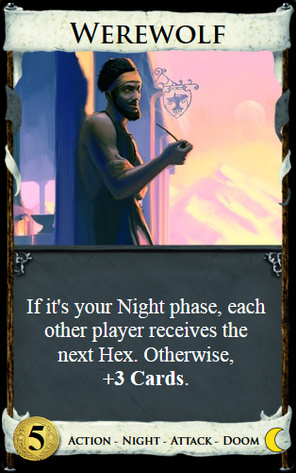 Werewolf
If it's your Night phase, each
other player receives the
next Hex. Otherwise,
+3 Cards.
5 Action - Night - Attack - Doom